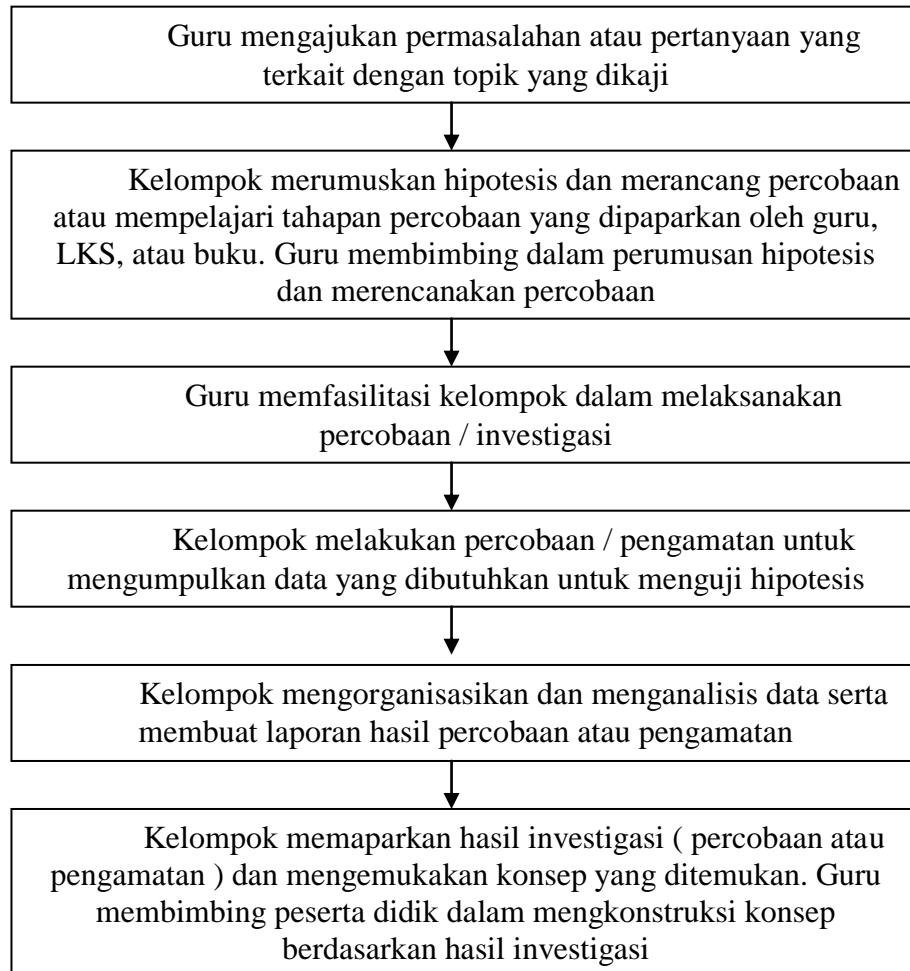 Guru mengajukan permasalahan atau pertanyaan yang
terkait dengan topik yang dikaji
Kelompok merumuskan hipotesis dan merancang percobaan
atau mempelajari tahapan percobaan yang dipaparkan oleh guru,
LKS, atau buku. Guru membimbing dalam perumusan hipotesis
dan merencanakan percobaan
Guru memfasilitasi kelompok dalam melaksanakan
percobaan / investigasi
Kelompok melakukan percobaan / pengamatan untuk
mengumpulkan data yang dibutuhkan untuk menguji hipotesis
Kelompok mengorganisasikan dan menganalisis data serta
membuat laporan hasil percobaan atau pengamatan
Kelompok memaparkan hasil investigasi ( percobaan atau
pengamatan ) dan mengemukakan konsep yang ditemukan. Guru
membimbing peserta didik dalam mengkonstruksi konsep
berdasarkan hasil investigasi